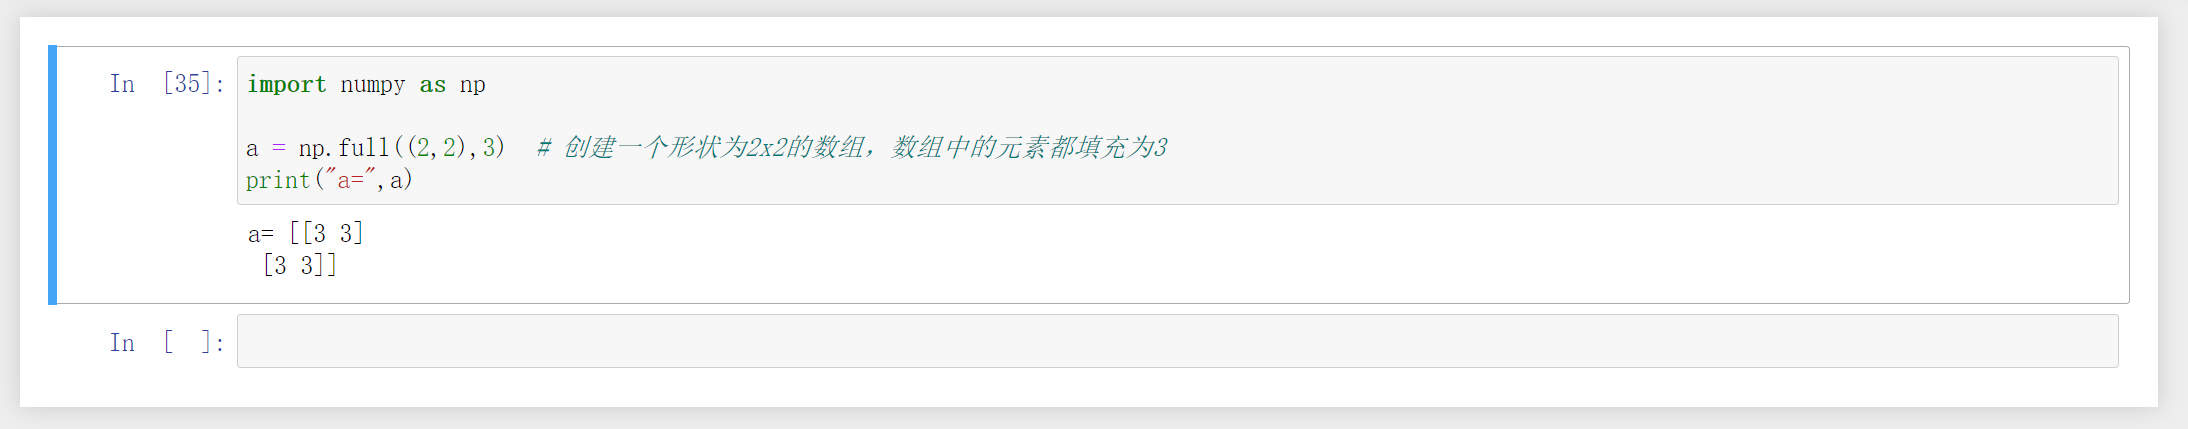 In [35]: import numpy as np
a = np.full((2,2),3)  # 创建一个形状为2x2的数组，数组中的元素都填充为3
print("a=",a)
a= [[3 3]
 [3 3]]
In [ ]: